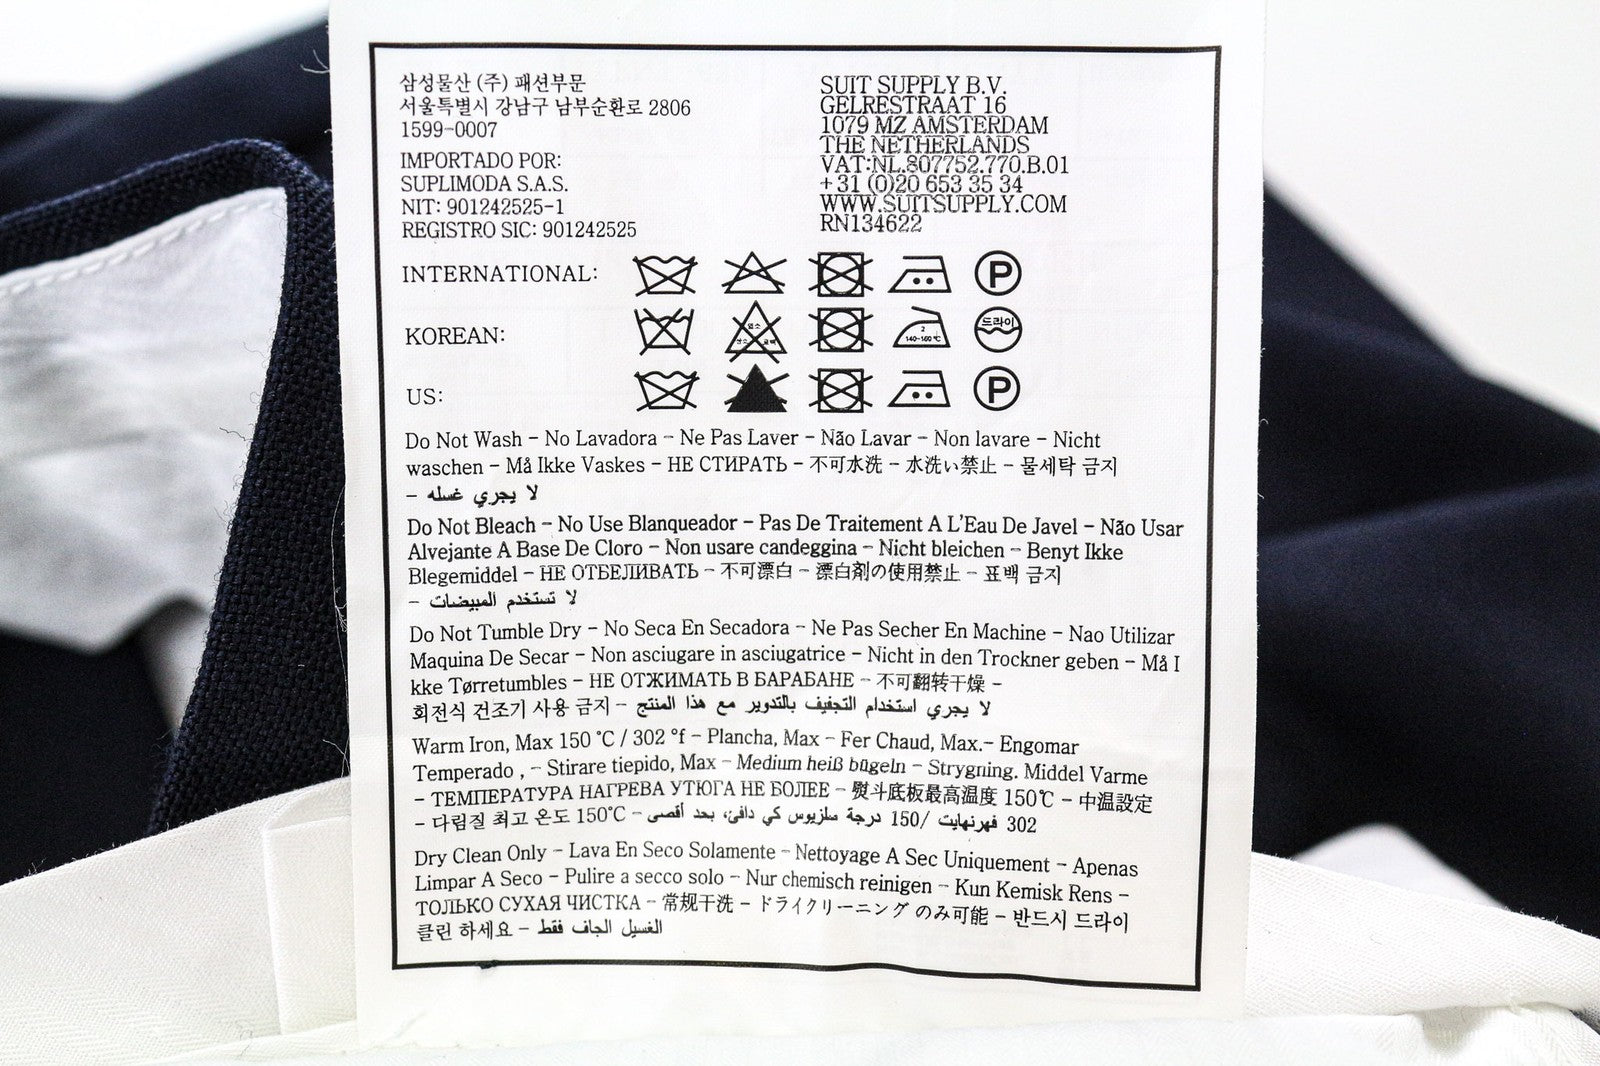 삼성물산 (주) 패션부문
서울특별시 강남구 남부순환로 2806
1599-0007
IMPORTADO POR:
SUPLIMODA S.A.S.
NIT: 901242525-1
REGISTRO SIC: 901242525
SUIT SUPPLY B.V.
GELRESTRAAT 16
1079 MZ AMSTERDAM
THE NETHERLANDS
VAT:NL.807752.770.B.01
+31 (0)20 653 35 34
WWW.SUITSUPPLY.COM
RN134622
INTERNATIONAL:
P
KOREAN:
염소
산소 표백
2
140~160 ℃
드라이
US:
P
Do Not Wash - No Lavadora - Ne Pas Laver - Não Lavar - Non lavare - Nicht
waschen - Må Ikke Vaskes - НЕ СТИРАТЬ - 不可水洗 - 水洗い禁止 - 물세탁 금지
- لا يجري غسله
Do Not Bleach - No Use Blanqueador - Pas De Traitement A L'Eau De Javel - Não Usar
Alvejante A Base De Cloro - Non usare candeggina - Nicht bleichen - Benyt Ikke
Blegemiddel - НЕ ОТБЕЛИВАТЬ - 不可漂白 - 漂白剤の使用禁止 - 표백 금지
- لا تستخدم المبيضات
Do Not Tumble Dry - No Seca En Secadora - Ne Pas Secher En Machine - Nao Utilizar
Maquina De Secar - Non asciugare in asciugatrice - Nicht in den Trockner geben - Må I
kke Tørretumbles - НЕ ОТЖИМАТЬ В БАРАБАНЕ - 不可翻转干燥 -
회전식 건조기 사용 금지 - لا يجري استخدام التجفيف بالتدوير مع هذا المنتج
Warm Iron, Max 150 °C / 302 °f - Plancha, Max - Fer Chaud, Max.- Engomar
Temperado , - Stirare tiepido, Max - Medium heiß bügeln - Strygning. Middel Varme
- ТЕМПЕРАТУРА НАГРЕВА УТЮГА НЕ БОЛЕЕ - 熨斗底板最高温度 150℃ - 中温設定
- 다림질 최고 온도 150℃ - 302 فهرنهايت /150 درجة سلزيوس كي دافئ، بحد أقصى
Dry Clean Only - Lava En Seco Solamente - Nettoyage A Sec Uniquement - Apenas
Limpar A Seco - Pulire a secco solo - Nur chemisch reinigen - Kun Kemisk Rens -
ТОЛЬКО СУХАЯ ЧИСТКА - 常规干洗 - ドライクリーニング のみ可能 - 반드시 드라이
클린 하세요 - الغسيل الجاف فقط